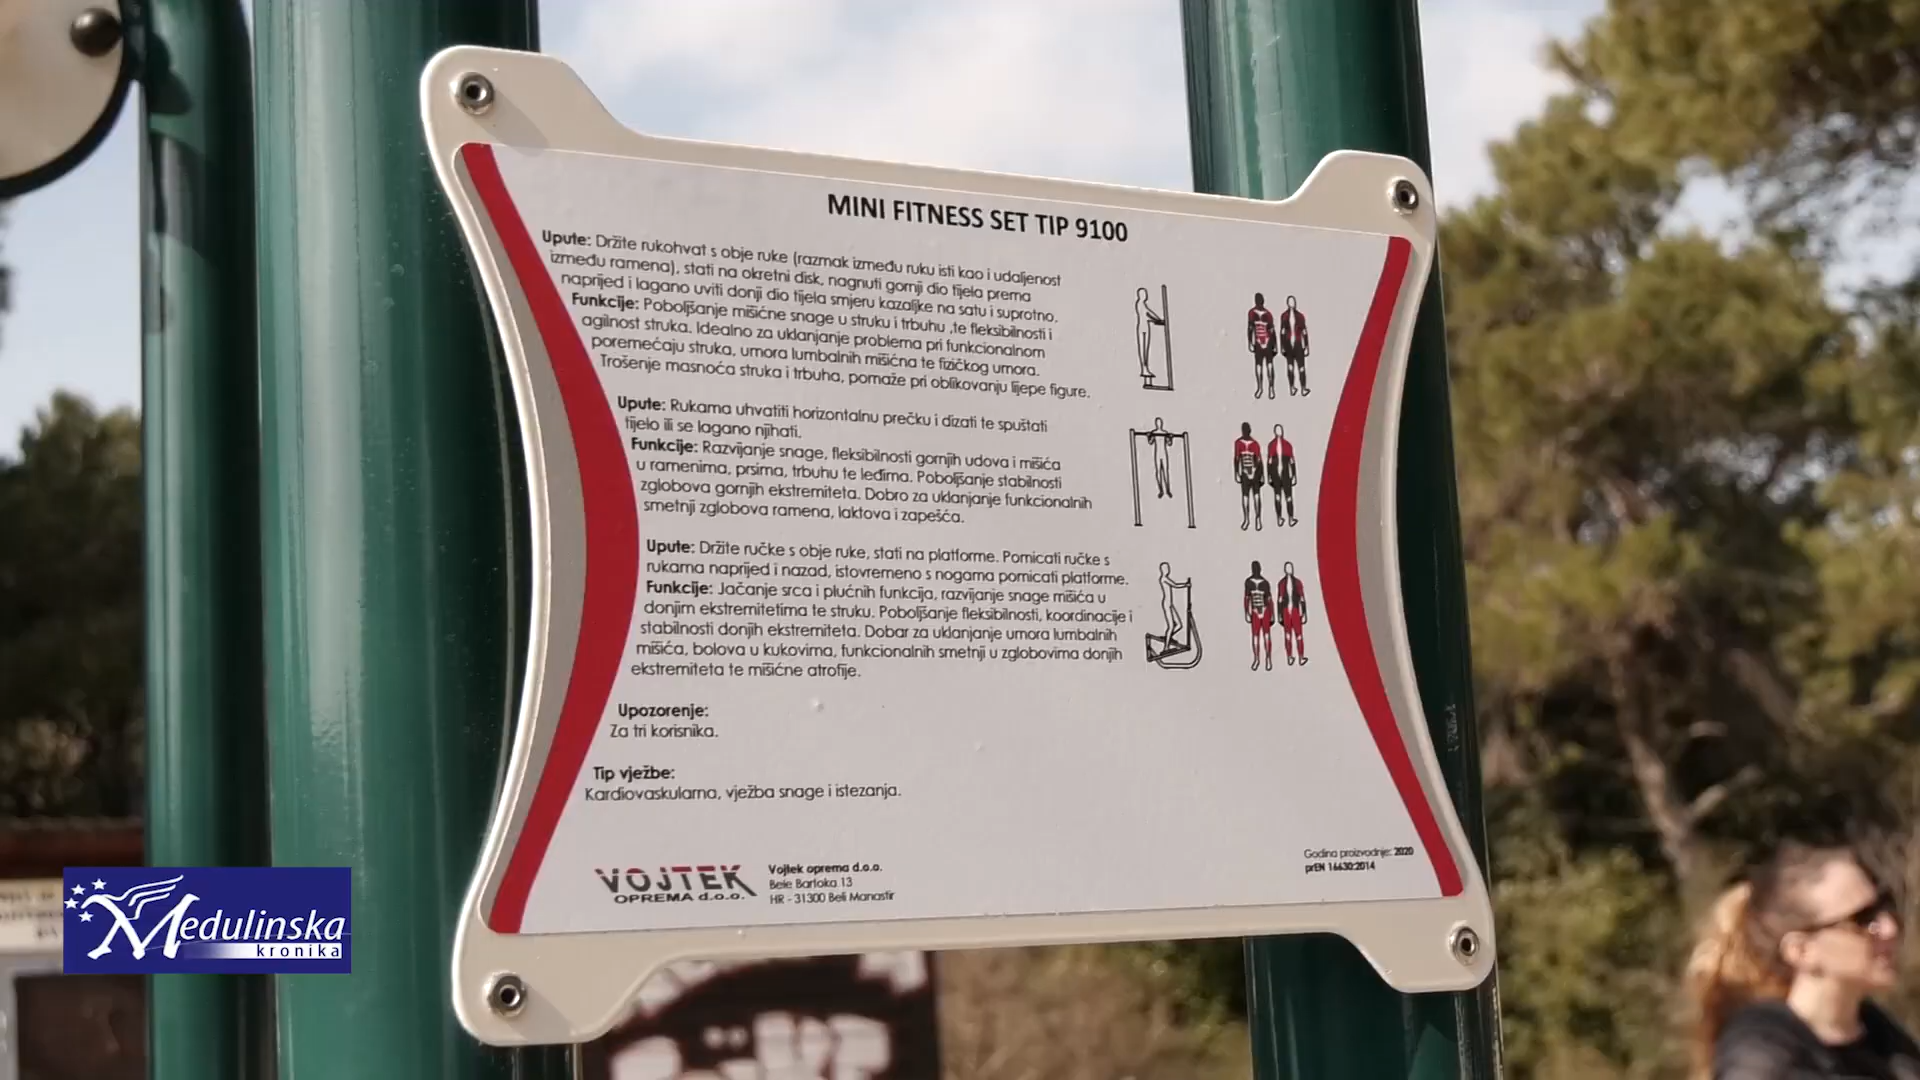 MINI FITNESS SET TIP 9100
Upute: Držite rukohvat s obje ruke (razmak između ruku isti kao i udaljenost
između ramena), stati na okretni disk, nagnuti gornji dio tijela prema
naprijed i lagano uviti donji dio tijela smjeru kazaljke na satu i suprotno.
Funkcije: Poboljšanje mišićne snage u struku i trbuhu ,te fleksibilnosti i
agilnost struka. Idealno za uklanjanje problema pri funkcionalnom
poremećaju struka, umora lumbalnih mišićna te fizičkog umora.
Trošenje masnoća struka i trbuha, pomaže pri oblikovanju lijepe figure.
Upute: Rukama uhvatiti horizontalnu prečku i dizati te spuštati
tijelo ili se lagano njihati.
Funkcije: Razvijanje snage, fleksibilnosti gornjih udova i mišića
u ramenima, prsima, trbuhu te leđima. Poboljšanje stabilnosti
zglobova gornjih ekstremiteta. Dobro za uklanjanje funkcionalnih
smetnji zglobova ramena, laktova i zapešća.
Upute: Držite ručke s obje ruke, stati na platforme. Pomicati ručke s
rukama naprijed i nazad, istovremeno s nogama pomicati platforme.
Funkcije: Jačanje srca i plućnih funkcija, razvijanje snage mišića u
donjim ekstremitetima te struku. Poboljšanje fleksibilnosti, koordinacije i
stabilnosti donjih ekstremiteta. Dobar za uklanjanje umora lumbalnih
mišića, bolova u kukovima, funkcionalnih smetnji u zglobovima donjih
ekstremiteta te mišićne atrofije.
Upozorenje:
Za tri korisnika.
Tip vježbe:
Kardiovaskularna, vježba snage i istezanja.
VOJTEK
OPREMA d.o.o.
Vojtek oprema d.o.o.
Bele Bartoka 13
HR - 31300 Beli Manastir
Godina proizvodnje: 2020
prEN 16630:2014
Medulinska
kronika